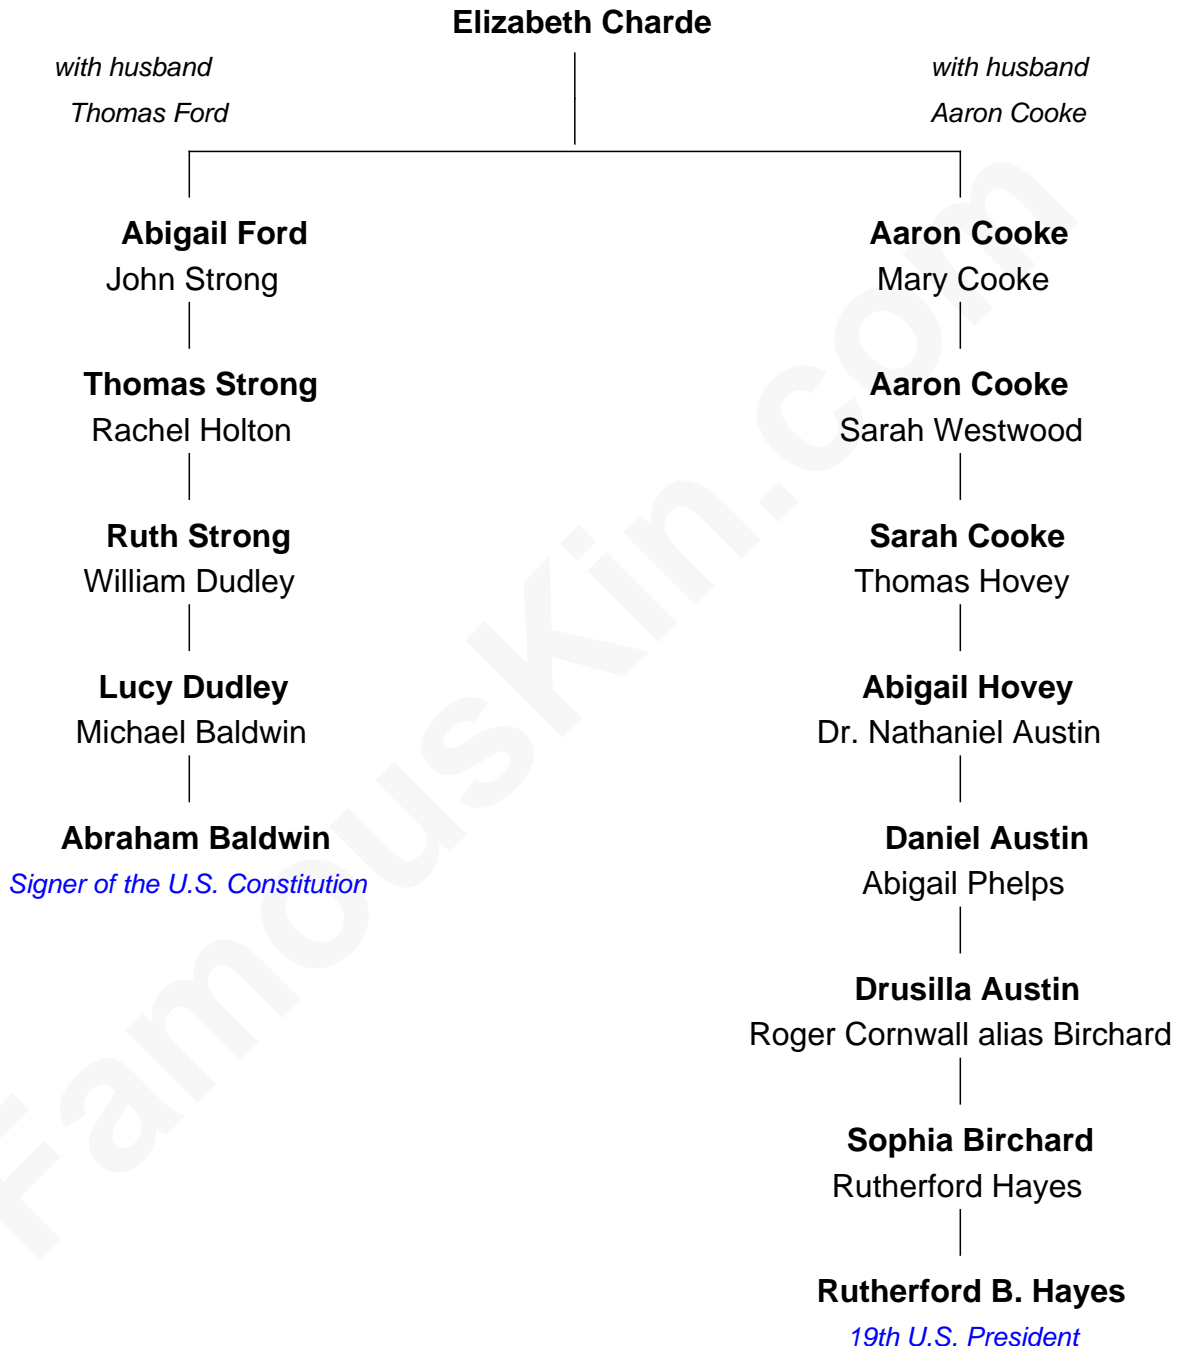 Elizabeth Charde
with husband
Thomas Ford
with husband
Aaron Cooke
Abigail Ford
John Strong
Aaron Cooke
Mary Cooke
Thomas Strong
Rachel Holton
Aaron Cooke
Sarah Westwood
Ruth Strong
William Dudley
Sarah Cooke
Thomas Hovey
Lucy Dudley
Michael Baldwin
Abigail Hovey
Dr. Nathaniel Austin
Abraham Baldwin
Signer of the U.S. Constitution
Daniel Austin
Abigail Phelps
Drusilla Austin
Roger Cornwall alias Birchard
Sophia Birchard
Rutherford Hayes
Rutherford B. Hayes
19th U.S. President
FamousKin.com